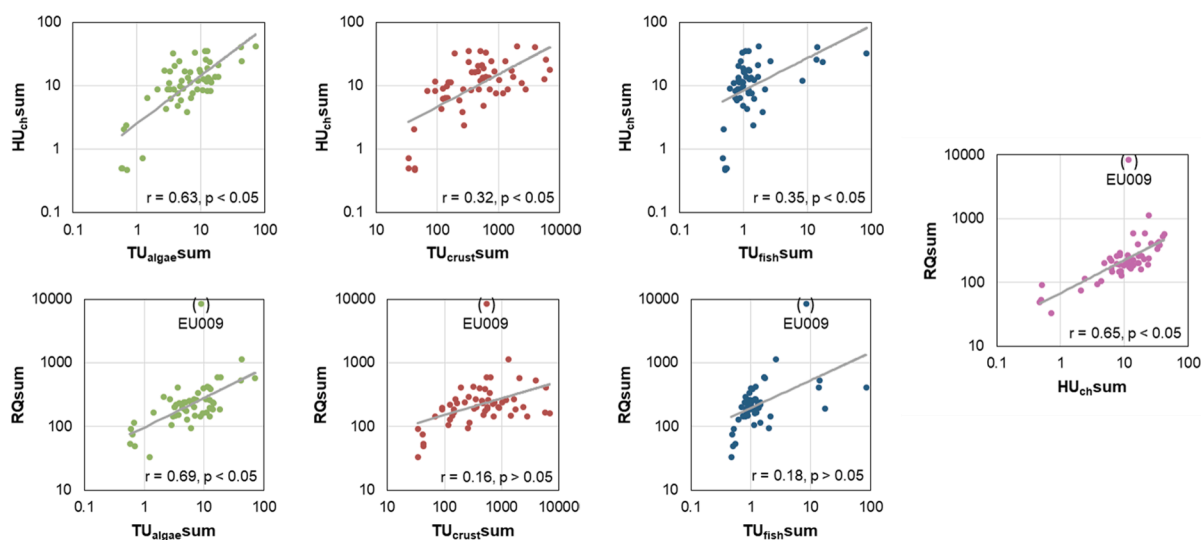 HUchsum
100
10
1
0.1
r = 0.63, p < 0.05
0.1 1 10 100
TUalgaesum
HUchsum
100
10
1
0.1
r = 0.32, p < 0.05
10 100 1000 10000
TUcrustsum
HUchsum
100
10
1
0.1
r = 0.35, p < 0.05
0.1 1 10 100
TUfishsum
RQsum
10000
1000
100
10
( )
EU009
r = 0.69, p < 0.05
0.1 1 10 100
TUalgaesum
RQsum
10000
1000
100
10
( )
EU009
r = 0.16, p > 0.05
10 100 1000 10000
TUcrustsum
RQsum
10000
1000
100
10
( )
EU009
r = 0.18, p > 0.05
0.1 1 10 100
TUfishsum
RQsum
10000
1000
100
10
( )
EU009
r = 0.65, p < 0.05
0.1 1 10 100
HUchsum